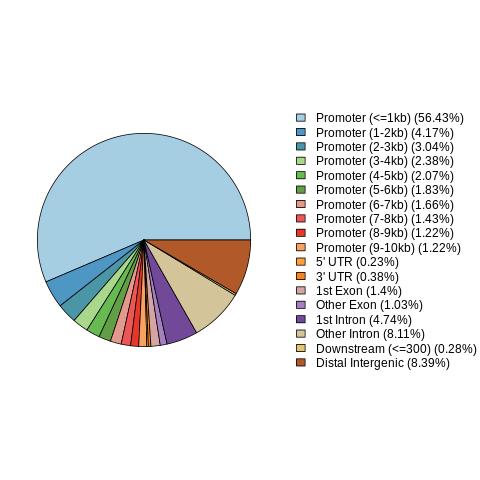 Promoter (<=1kb) (56.43%)
Promoter (1-2kb) (4.17%)
Promoter (2-3kb) (3.04%)
Promoter (3-4kb) (2.38%)
Promoter (4-5kb) (2.07%)
Promoter (5-6kb) (1.83%)
Promoter (6-7kb) (1.66%)
Promoter (7-8kb) (1.43%)
Promoter (8-9kb) (1.22%)
Promoter (9-10kb) (1.22%)
5' UTR (0.23%)
3' UTR (0.38%)
1st Exon (1.4%)
Other Exon (1.03%)
1st Intron (4.74%)
Other Intron (8.11%)
Downstream (<=300) (0.28%)
Distal Intergenic (8.39%)